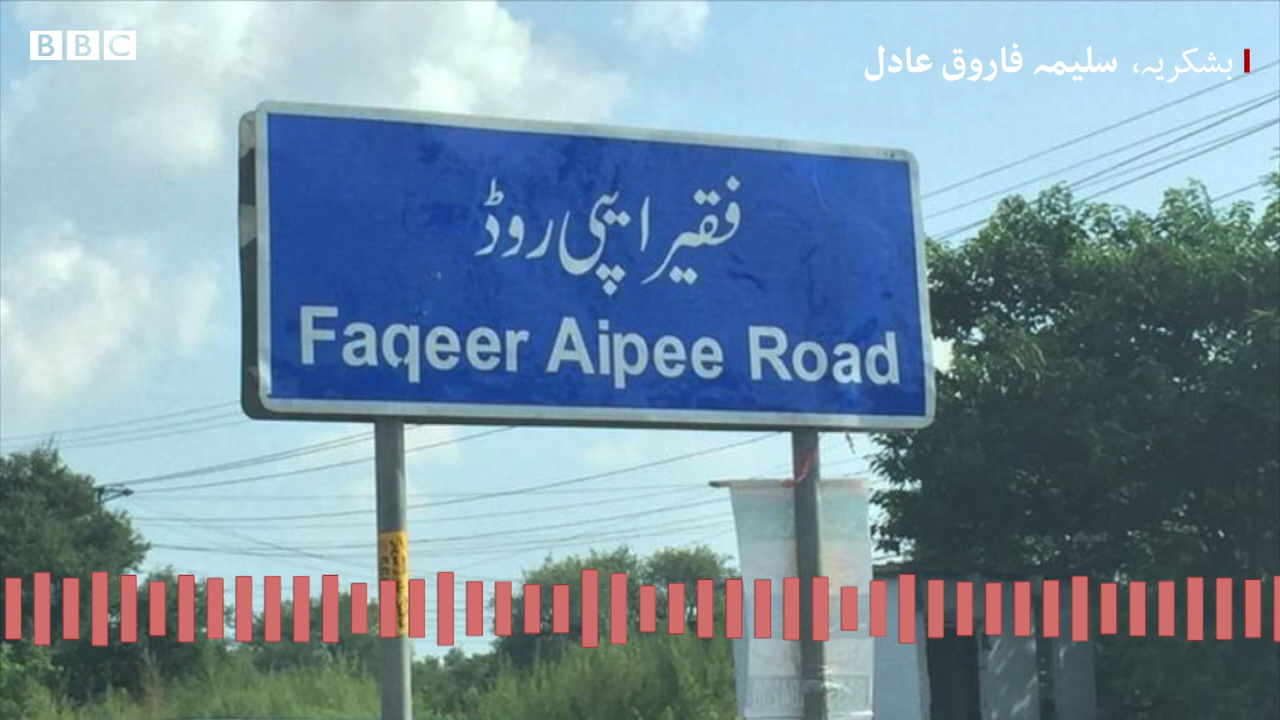 BBC
بشکریہ، سلیمہ فاروق عادل
فقیر ایپی روڈ
Faqeer Aipee Road